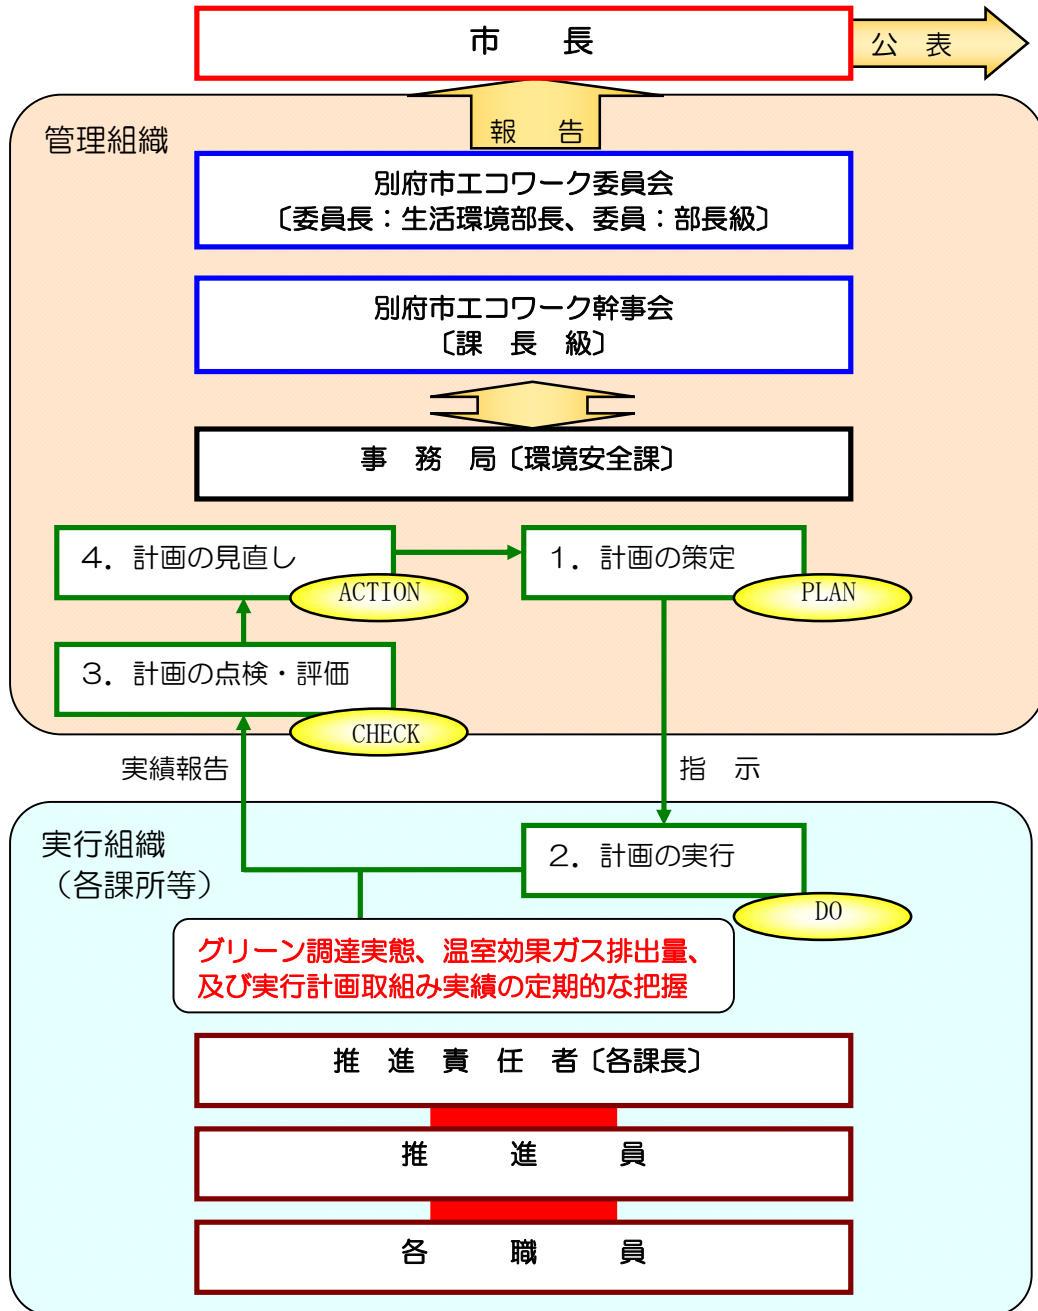 市　　長
公　表
報　　告
管理組織
別府市エコワーク委員会
〔委員長：生活環境部長、委員：部長級〕
別府市エコワーク幹事会
〔課　長　級〕
事　務　局〔環境安全課〕
４．計画の見直し
ACTION
１．計画の策定
PLAN
３．計画の点検・評価
CHECK
実績報告
指　示
実行組織
（各課所等）
２．計画の実行
DO
グリーン調達実態、温室効果ガス排出量、
及び実行計画取組み実績の定期的な把握
推　進　責　任　者〔各課長〕
推　　　進　　　員
各　　　職　　　員